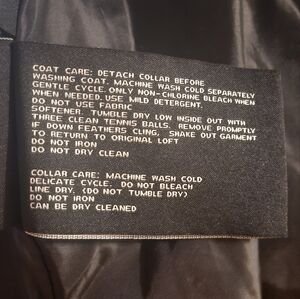 COAT CARE: DETACH COLLAR BEFORE
WASHING COAT. MACHINE WASH COLD SEPARATELY
GENTLE CYCLE. ONLY NON-CHLORINE BLEACH WHEN
WHEN NEEDED. USE MILD DETERGENT.
DO NOT USE FABRIC
SOFTENER. TUMBLE DRY LOW INSIDE OUT WITH
THREE CLEAN TENNIS BALLS. REMOVE PROMPTLY
IF DOWN FEATHERS CLING, SHAKE OUT GARMENT
TO RETURN TO ORIGINAL LOFT
DO NOT IRON
DO NOT DRY CLEAN
COLLAR CARE: MACHINE WASH COLD
DELICATE CYCLE. DO NOT BLEACH
LINE DRY. (DO NOT TUMBLE DRY)
DO NOT IRON
CAN BE DRY CLEANED